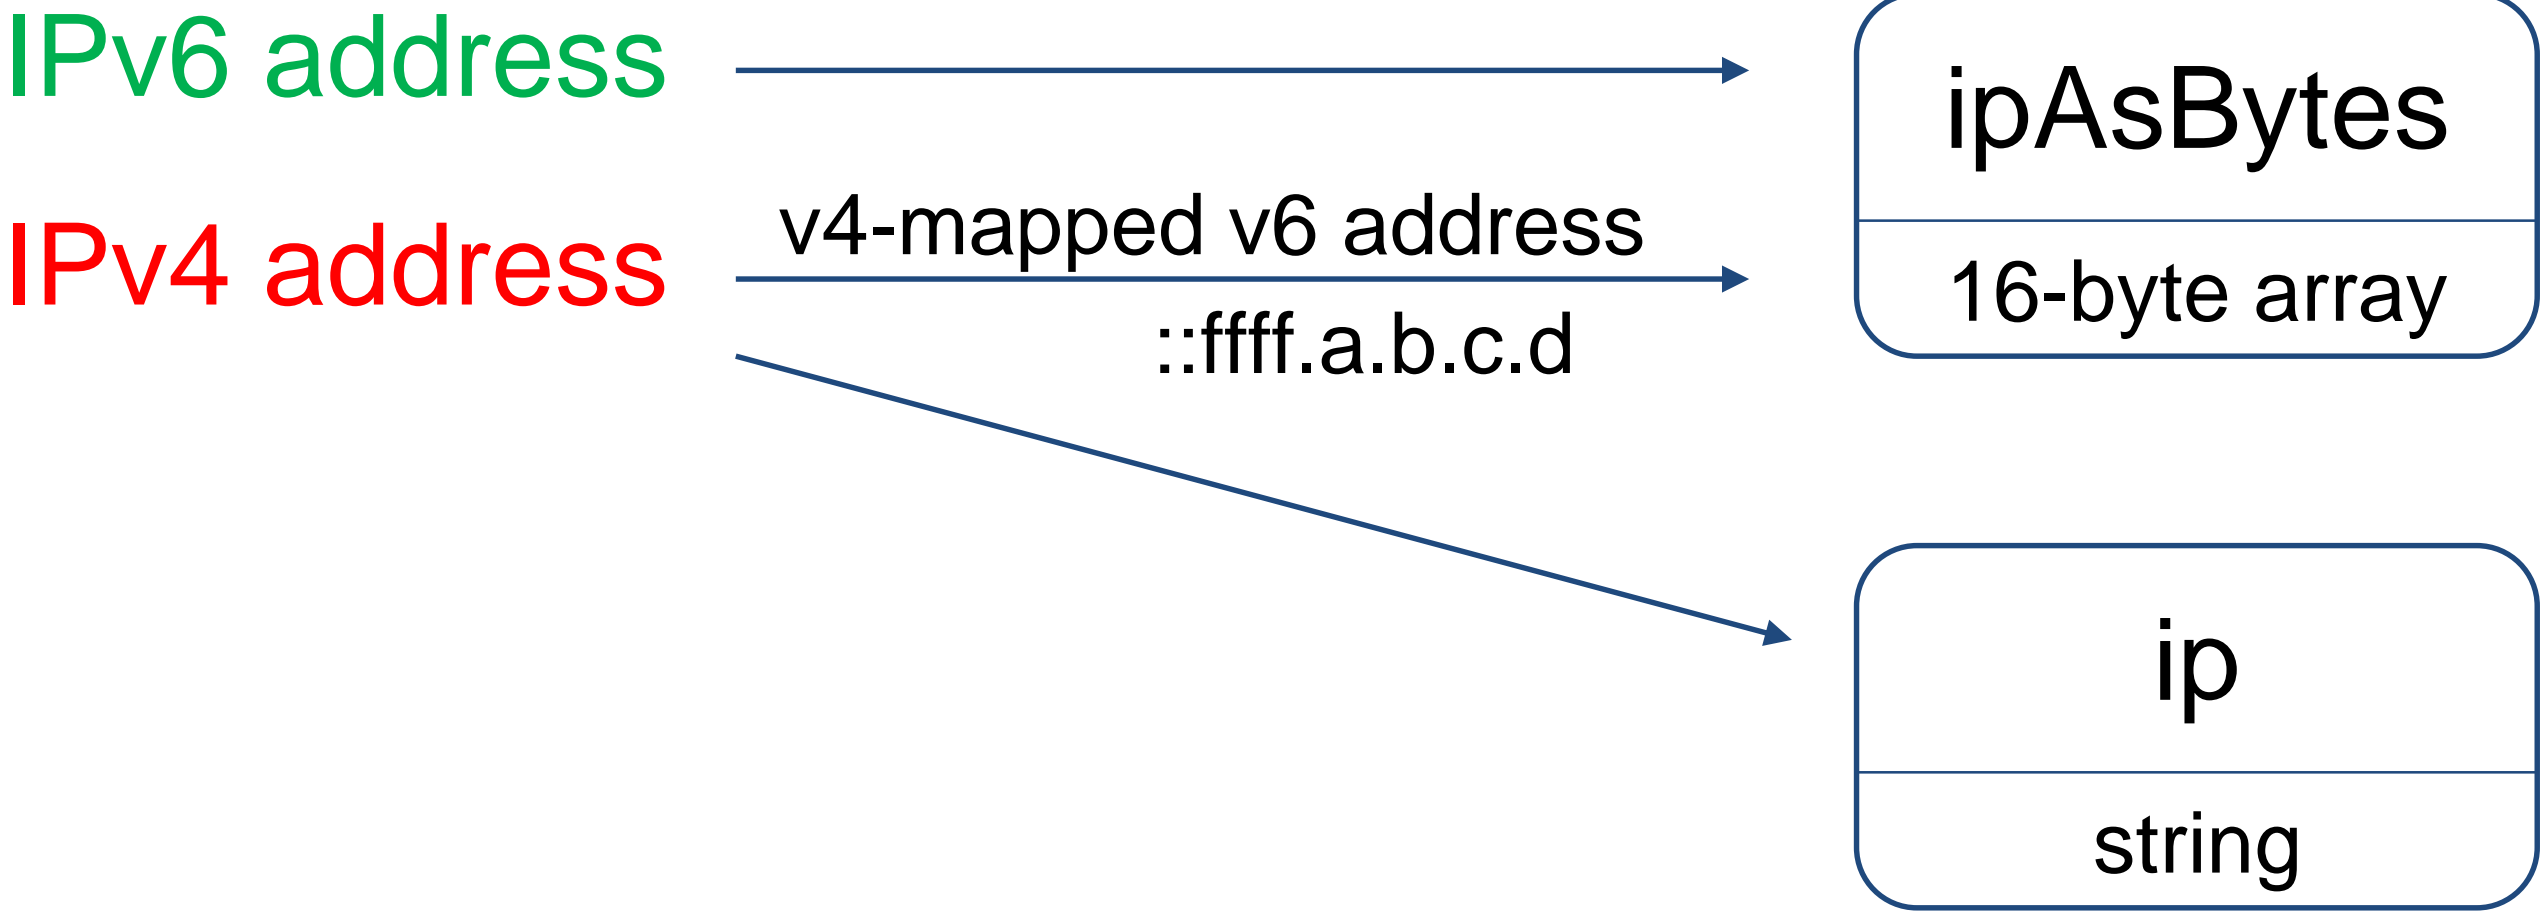 IPv6 address
ipAsBytes
v4-mapped v6 address
IPv4 address
16-byte array
::ffff.a.b.c.d
ip
string